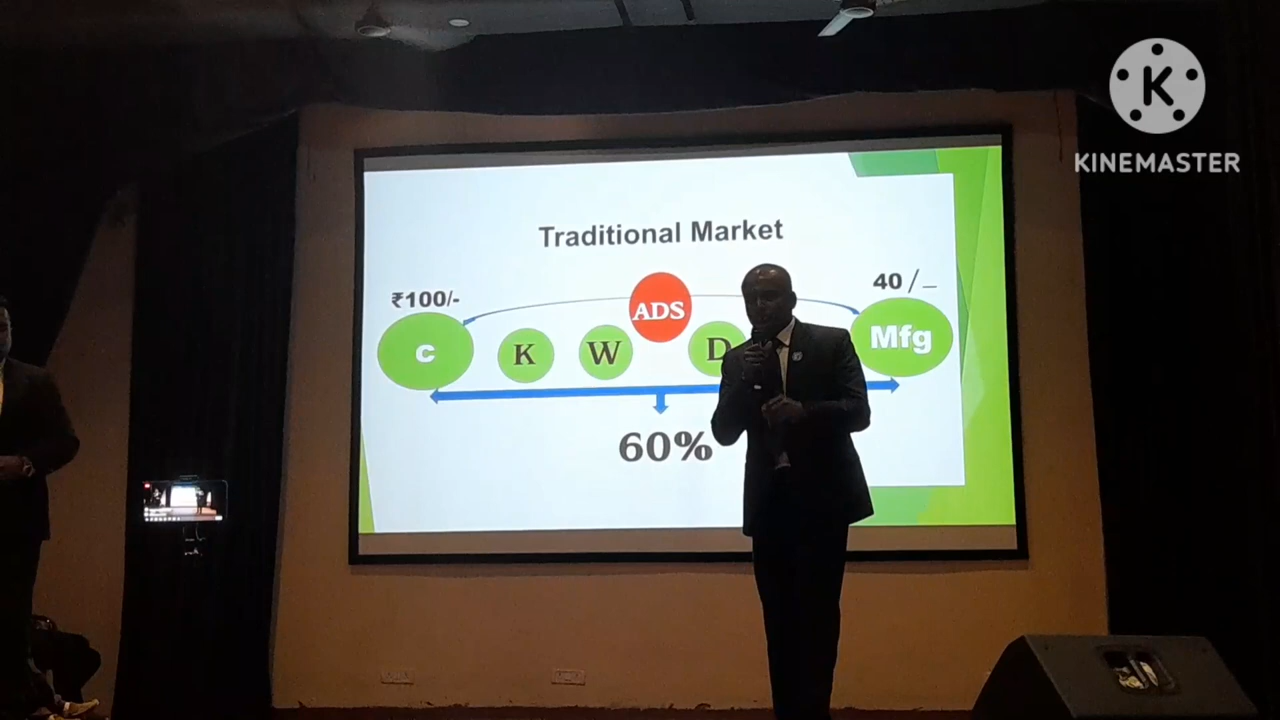 KINEMASTER
Traditional Market
₹100/-
40/-
ADS
C
K
W
D
Mfg
60%